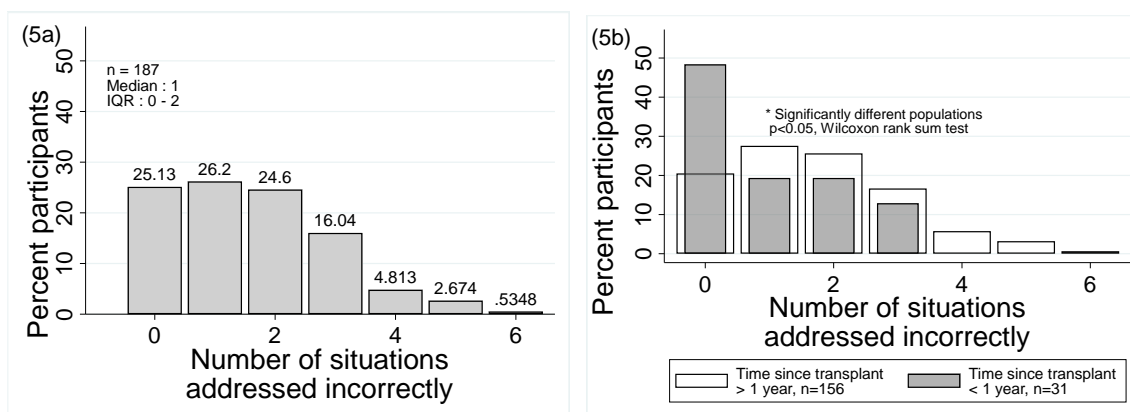 (5a)
Percent participants
50
40
30
20
10
0
n = 187
Median : 1
IQR : 0 - 2
25.13
26.2
24.6
16.04
4.813
2.674
.5348
0 2 4 6
Number of situations
addressed incorrectly
(5b)
Percent participants
50
40
30
20
10
0
* Significantly different populations
p<0.05, Wilcoxon rank sum test
0 2 4 6
Number of situations
addressed incorrectly
Time since transplant
> 1 year, n=156
Time since transplant
< 1 year, n=31